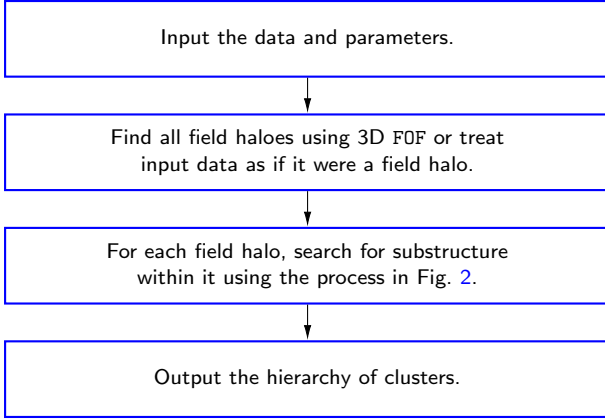 Input the data and parameters.
Find all field haloes using 3D FOF or treat
input data as if it were a field halo.
For each field halo, search for substructure
within it using the process in Fig. 2.
Output the hierarchy of clusters.